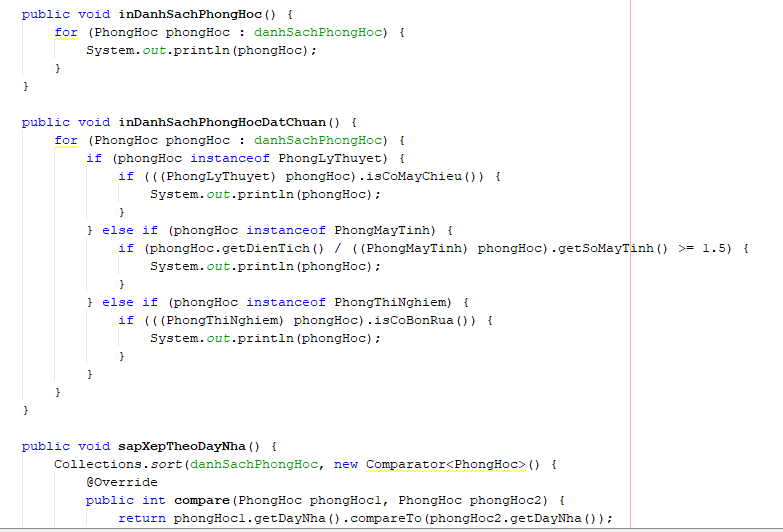 public void inDanhSachPhongHoc() {
    for (PhongHoc phongHoc : danhSachPhongHoc) {
        System.out.println(phongHoc);
    }
}

public void inDanhSachPhongHocDatChuan() {
    for (PhongHoc phongHoc : danhSachPhongHoc) {
        if (phongHoc instanceof PhongLyThuyet) {
            if (((PhongLyThuyet) phongHoc).isCoMayChieu()) {
                System.out.println(phongHoc);
            }
        } else if (phongHoc instanceof PhongMayTinh) {
            if (phongHoc.getDienTich() / ((PhongMayTinh) phongHoc).getSoMayTinh() >= 1.5) {
                System.out.println(phongHoc);
            }
        } else if (phongHoc instanceof PhongThiNghiem) {
            if (((PhongThiNghiem) phongHoc).isCoBonRua()) {
                System.out.println(phongHoc);
            }
        }
    }
}

public void sapXepTheoDayNha() {
    Collections.sort(danhSachPhongHoc, new Comparator<PhongHoc>() {
        @Override
        public int compare(PhongHoc phongHoc1, PhongHoc phongHoc2) {
            return phongHoc1.getDayNha().compareTo(phongHoc2.getDayNha());